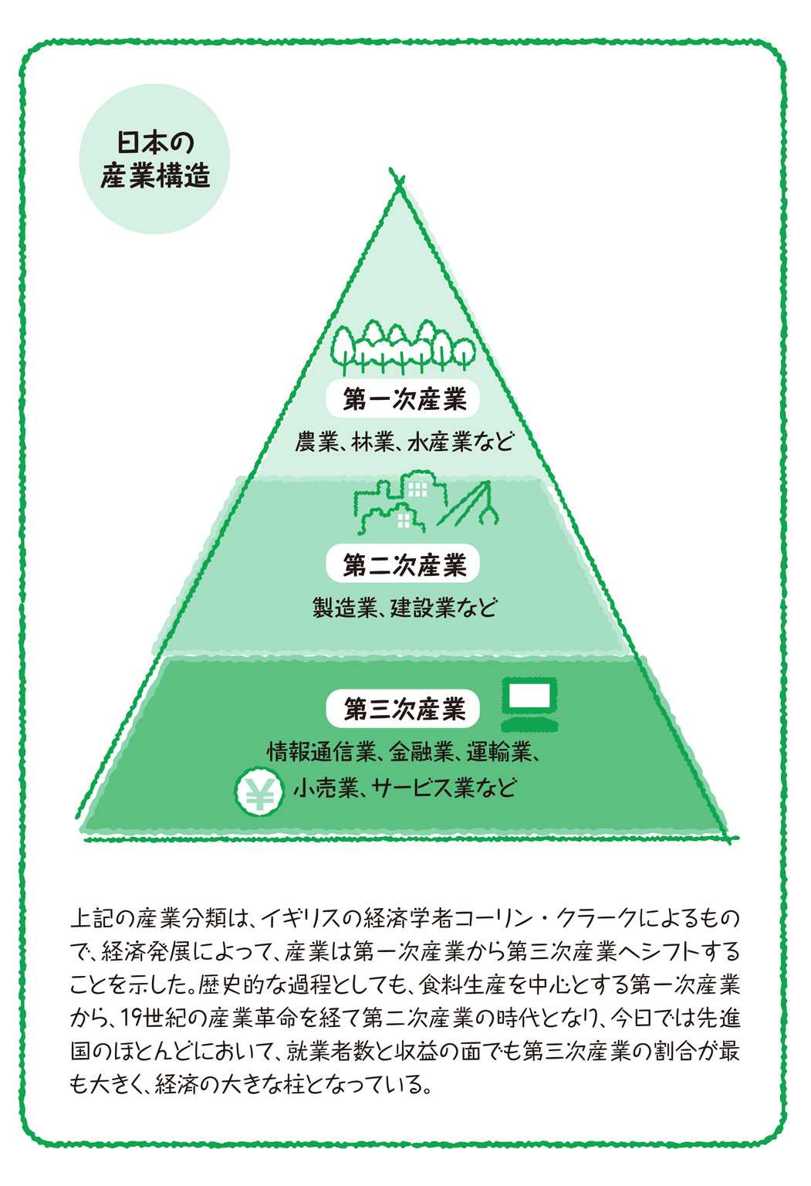 日本の
産業構造
第一次産業
農業、林業、水産業など
第二次産業
製造業、建設業など
第三次産業
情報通信業、金融業、運輸業、
¥
小売業、サービス業など
上記の産業分類は、イギリスの経済学者コーリン・クラークによるもの
で、経済発展によって、産業は第一次産業から第三次産業へシフトする
ことを示した。歴史的な過程としても、食料生産を中心とする第一次産業
から、19世紀の産業革命を経て第二次産業の時代となり、今日では先進
国のほとんどにおいて、就業者数と収益の面でも第三次産業の割合が最
も大きく、経済の大きな柱となっている。